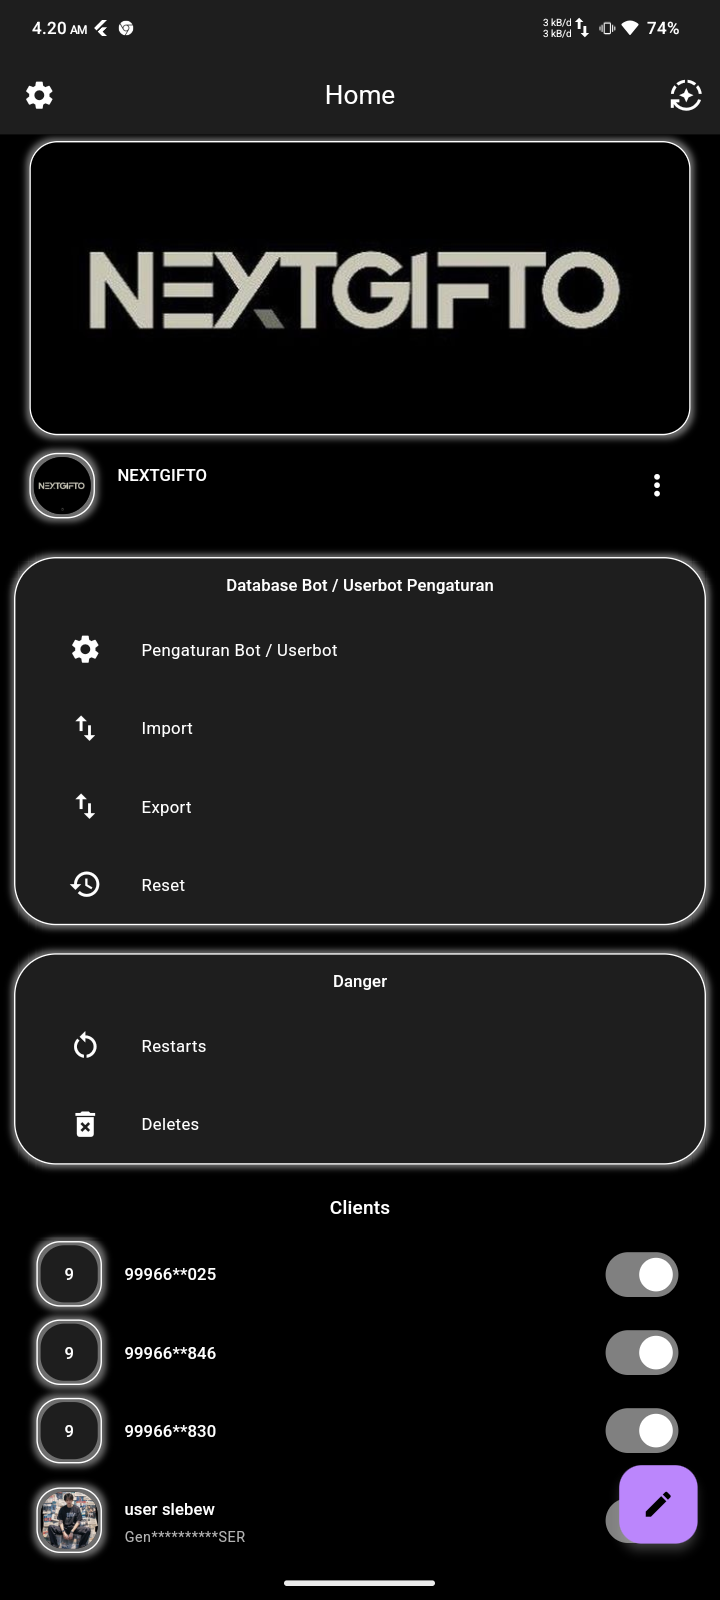 4.20 AM
3 kB/d
3 kB/d
74%
Home
NEXTGIFTO
NEXTGIFTO
NEXTGIFTO
Database Bot / Userbot Pengaturan
Pengaturan Bot / Userbot
Import
Export
Reset
Danger
Restarts
Deletes
Clients
9
99966**025
9
99966**846
9
99966**830
user slebew
Gen**********SER